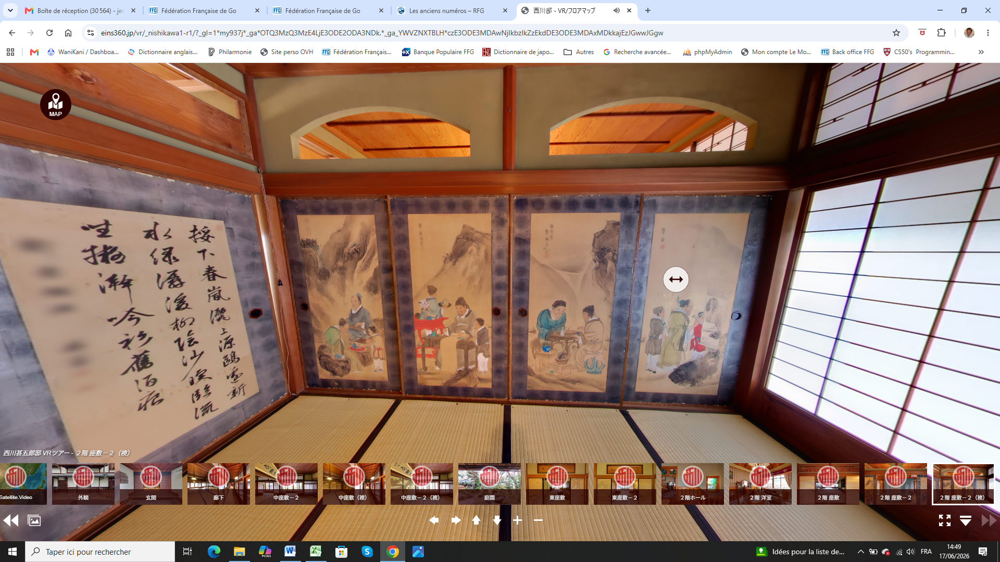 Boîte de réception (30 564) - jer
Fédération Française de Go
Fédération Française de Go
Les anciens numéros – RFG
西川邸 - VR/フロアマップ
eins360.jp/vr/_nishikawa1-r1/?_gl=1*my937j*_ga*OTQ3MzQ3MzE4LjE3ODE2ODA3NDk.*_ga_YWVZNXTBLH*czE3ODE3MDAwNjlkbzlkZzEkdDE3ODE3MDAxMDkkajEzJGwwJGgw
WaniKani / Dashboa...
Dictionnaire anglais...
Philarmonie
Site perso OVH
Fédération Français...
Banque Populaire FFG
Dictionnaire de japo...
Autres
Recherche avancée...
phpMyAdmin
Mon compte Le Mo...
Back office FFG
CS50's Programmin...
MAP
西川甚五郎邸 VRツアー - ２階 座敷－２（襖）
Satellite.Video
外観
玄関
廊下
中座敷－２
中座敷（襖）
中座敷－２（襖）
庭園
東座敷
東座敷－２
２階ホール
２階 洋室
２階 座敷
２階 座敷－２
２階 座敷－２（襖）
Taper ici pour rechercher
M365
Idées pour la liste de...
FRA
14:49
17/06/2026